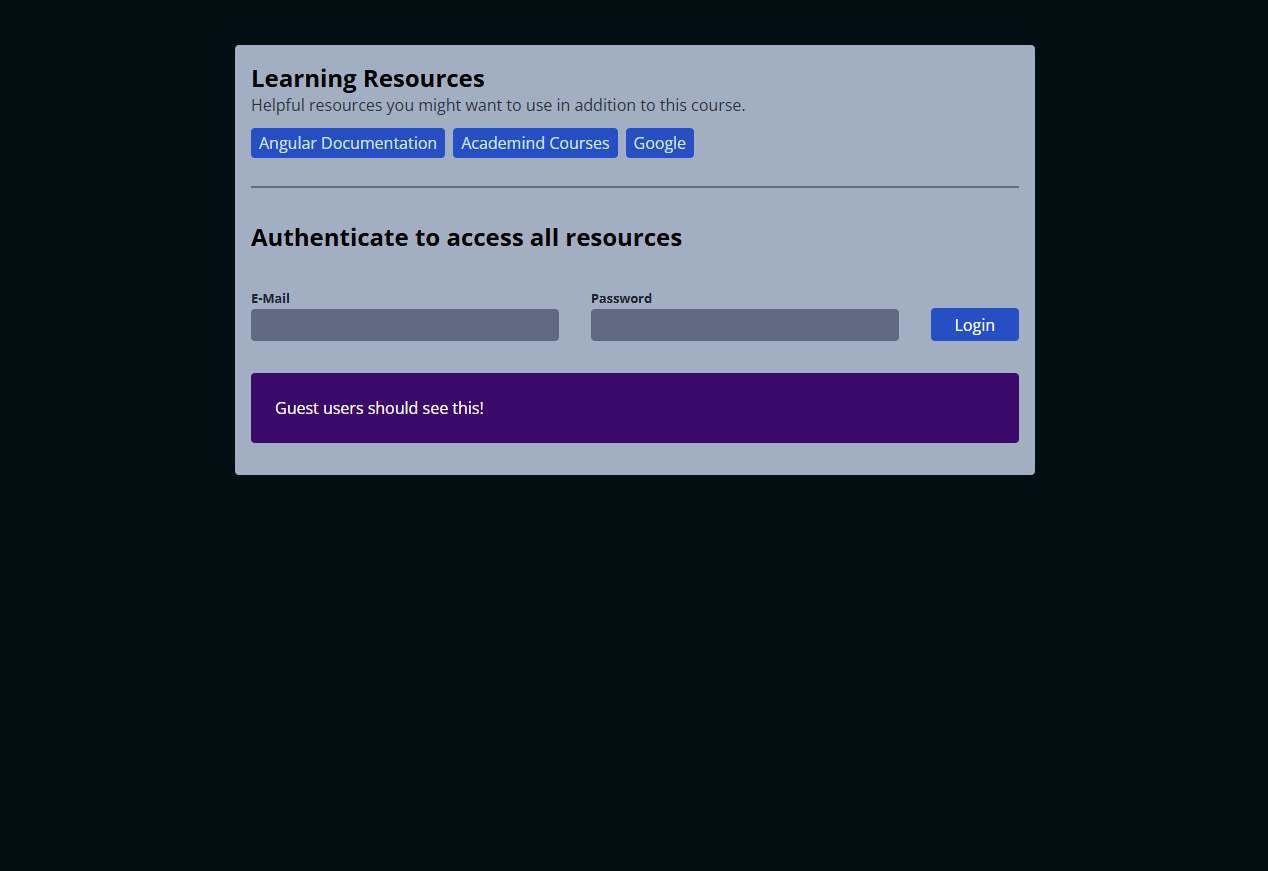 Learning Resources
Helpful resources you might want to use in addition to this course.
Angular Documentation Academind Courses Google
Authenticate to access all resources
E-Mail Password
Login
Guest users should see this!